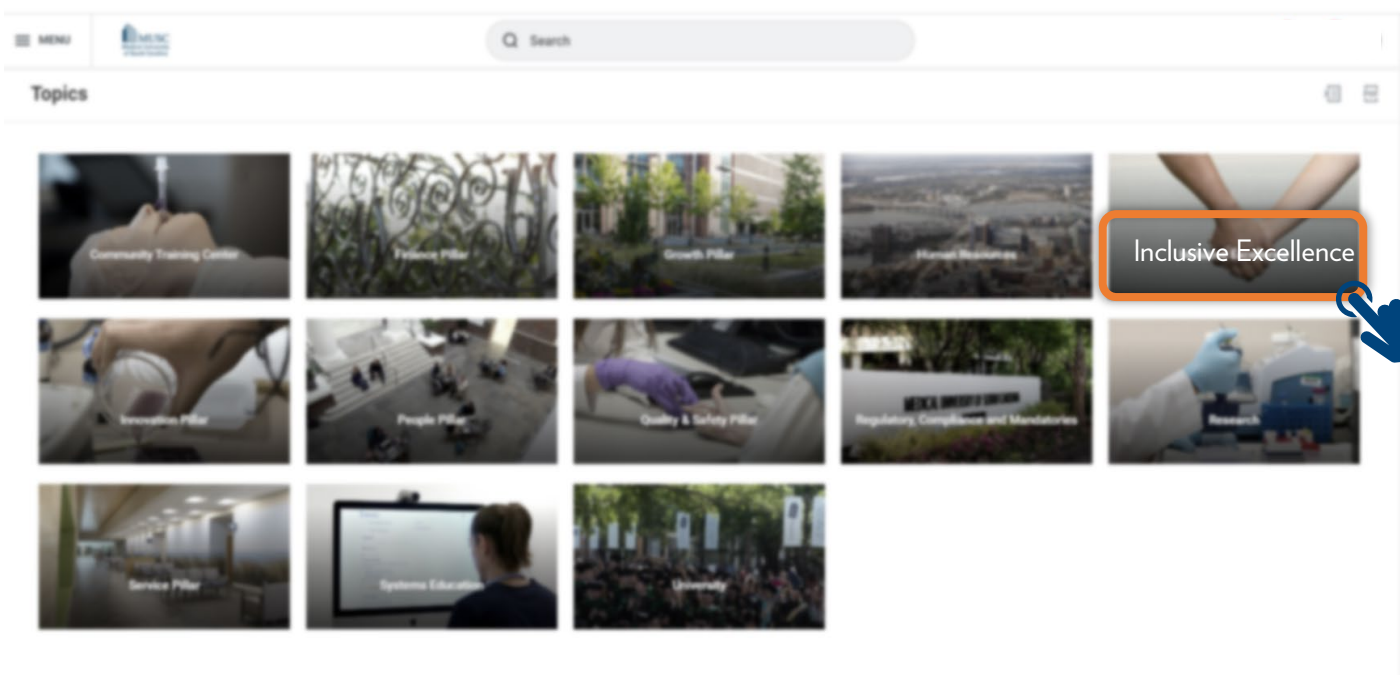 MENU
MUSC
Search
Topics
Community Training Center
Finance Pillar
Growth Pillar
Human Resources
Inclusive Excellence
Innovation Pillar
People Pillar
Quality & Safety Pillar
Regulatory, Compliance and Mandatories
Research
Service Pillar
Systems Education
University